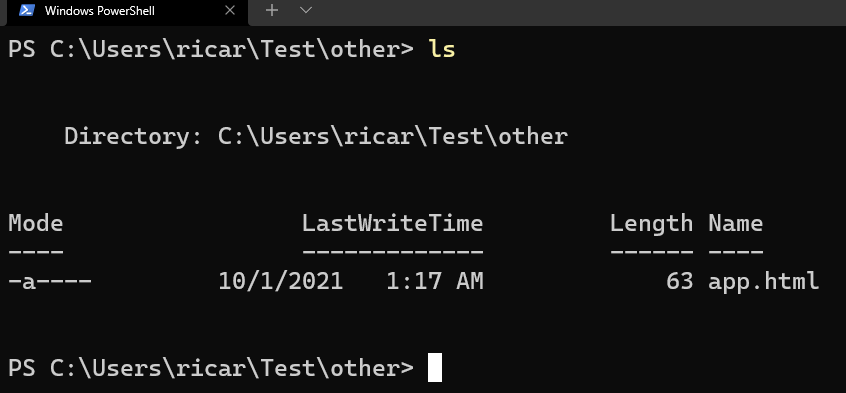 Windows PowerShell
PS C:\Users\ricar\Test\other> ls
Directory: C:\Users\ricar\Test\other
Mode LastWriteTime Length Name
---- ------------- ------ ----
-a---- 10/1/2021 1:17 AM 63 app.html
PS C:\Users\ricar\Test\other>